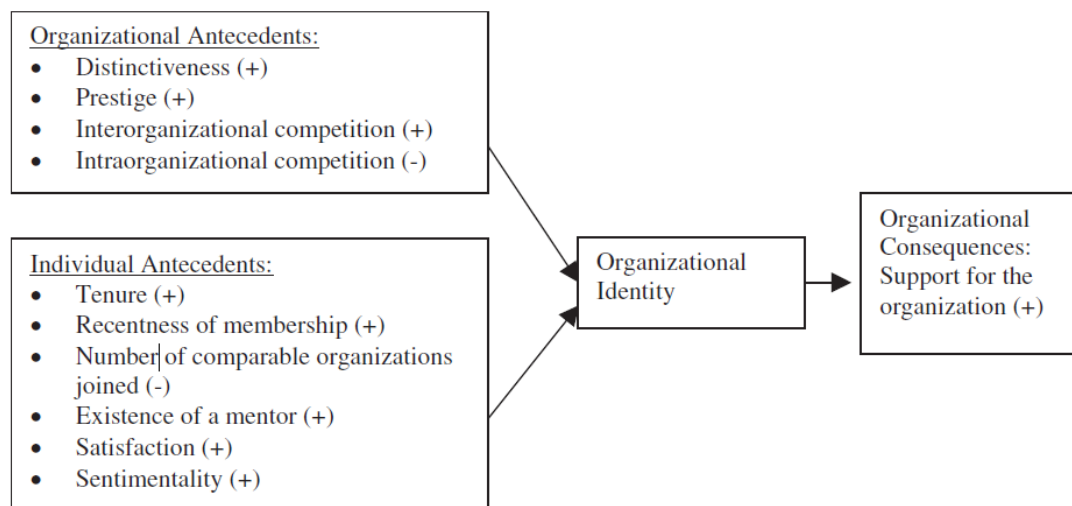 Organizational Antecedents:
• Distinctiveness (+)
• Prestige (+)
• Interorganizational competition (+)
• Intraorganizational competition (-)
Individual Antecedents:
• Tenure (+)
• Recentness of membership (+)
• Number of comparable organizations
joined (-)
• Existence of a mentor (+)
• Satisfaction (+)
• Sentimentality (+)
Organizational
Identity
Organizational
Consequences:
Support for the
organization (+)